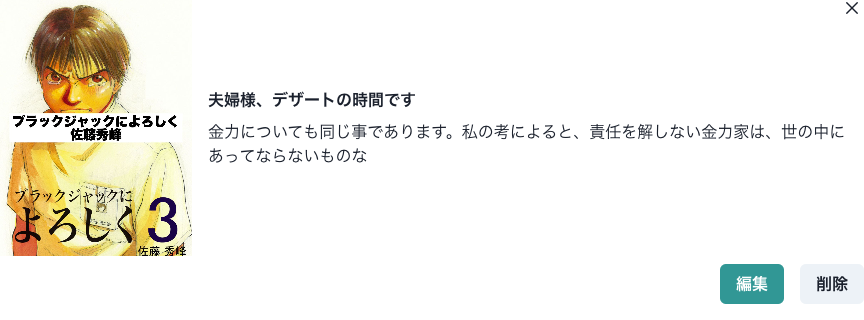 ブラックジャックによろしく
佐藤秀峰
ブラックジャックに
よろしく3
佐藤 秀峰
夫婦様、デザートの時間です
金力についても同じ事であります。私の考によると、責任を解しない金力家は、世の中に
あってならないものな
編集
削除